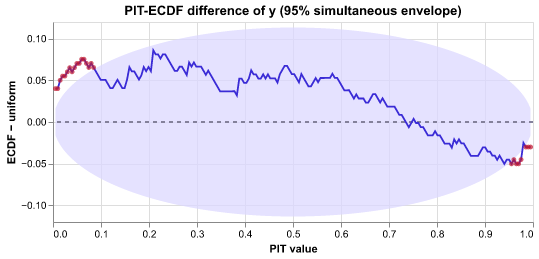 PIT-ECDF difference of y (95% simultaneous envelope)
ECDF − uniform
0.10
0.05
0.00
−0.05
−0.10
0.0 0.1 0.2 0.3 0.4 0.5 0.6 0.7 0.8 0.9 1.0
PIT value